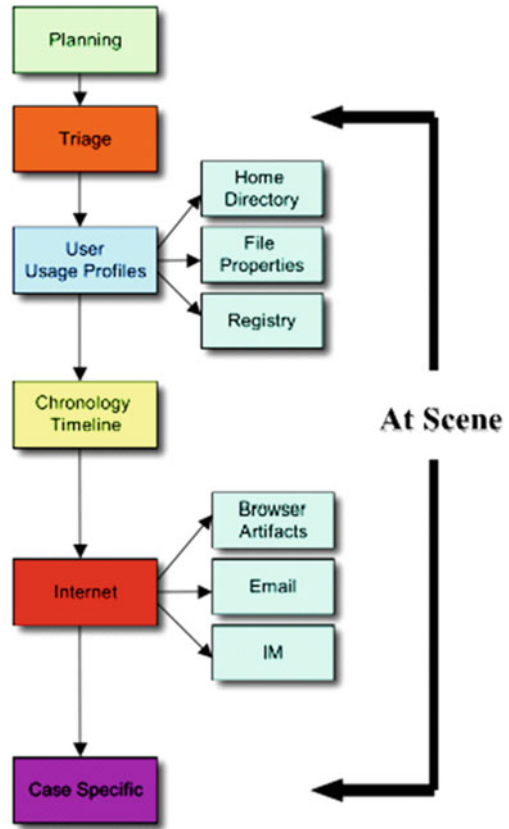 Planning
Triage
Home
Directory
User
Usage Profiles
File
Properties
Registry
Chronology
Timeline
At Scene
Browser
Artifacts
Internet
Email
IM
Case Specific